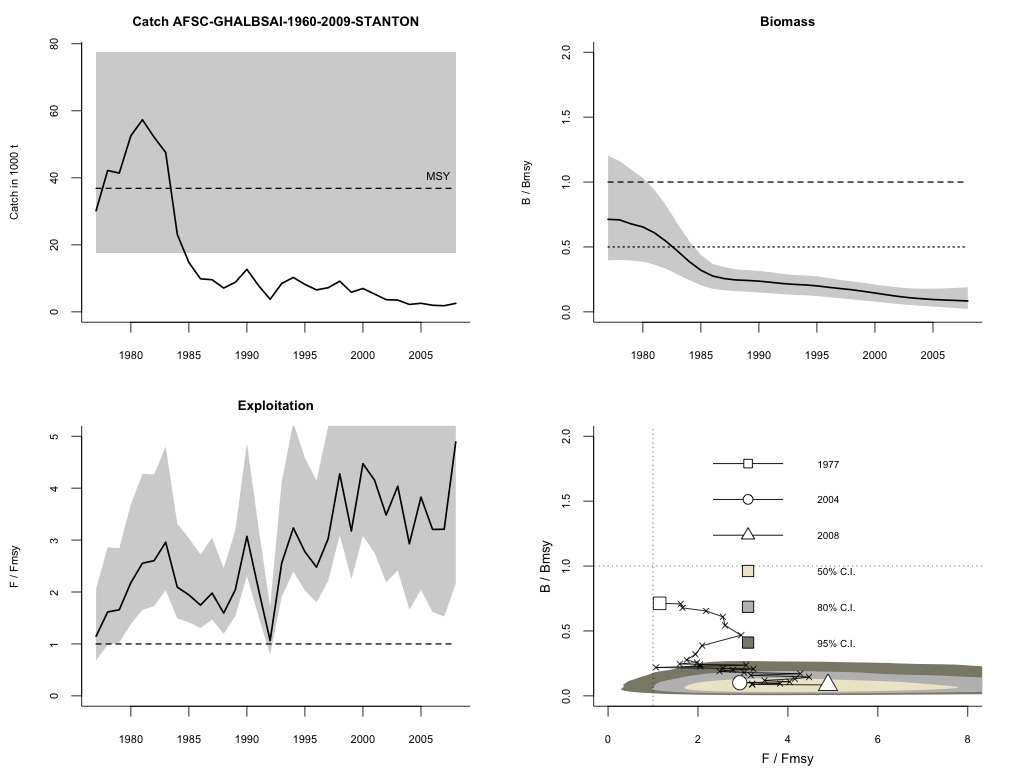 Catch AFSC-GHALBSAI-1960-2009-STANTON
Catch in 1000 t
80
60
40
20
0
MSY
1980 1985 1990 1995 2000 2005
Biomass
B / Bmsy
2.0
1.5
1.0
0.5
0.0
1980 1985 1990 1995 2000 2005
Exploitation
F / Fmsy
5
4
3
2
1
0
1980 1985 1990 1995 2000 2005
B / Bmsy
2.0
1.5
1.0
0.5
0.0
1977
2004
2008
50% C.I.
80% C.I.
95% C.I.
0 2 4 6 8
F / Fmsy